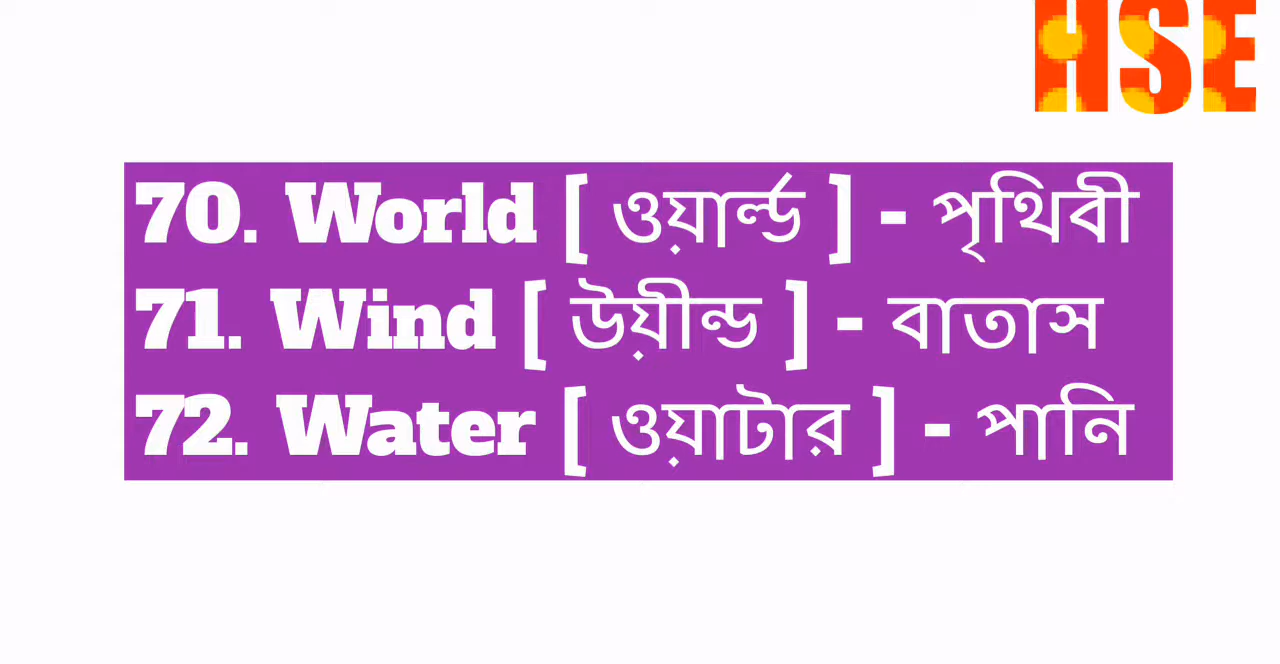 HSE
70. World [ ওয়ার্ল্ড ] - পৃথিবী
71. Wind [ উয়ীন্ড ] - বাতাস
72. Water [ ওয়াটার ] - পানি